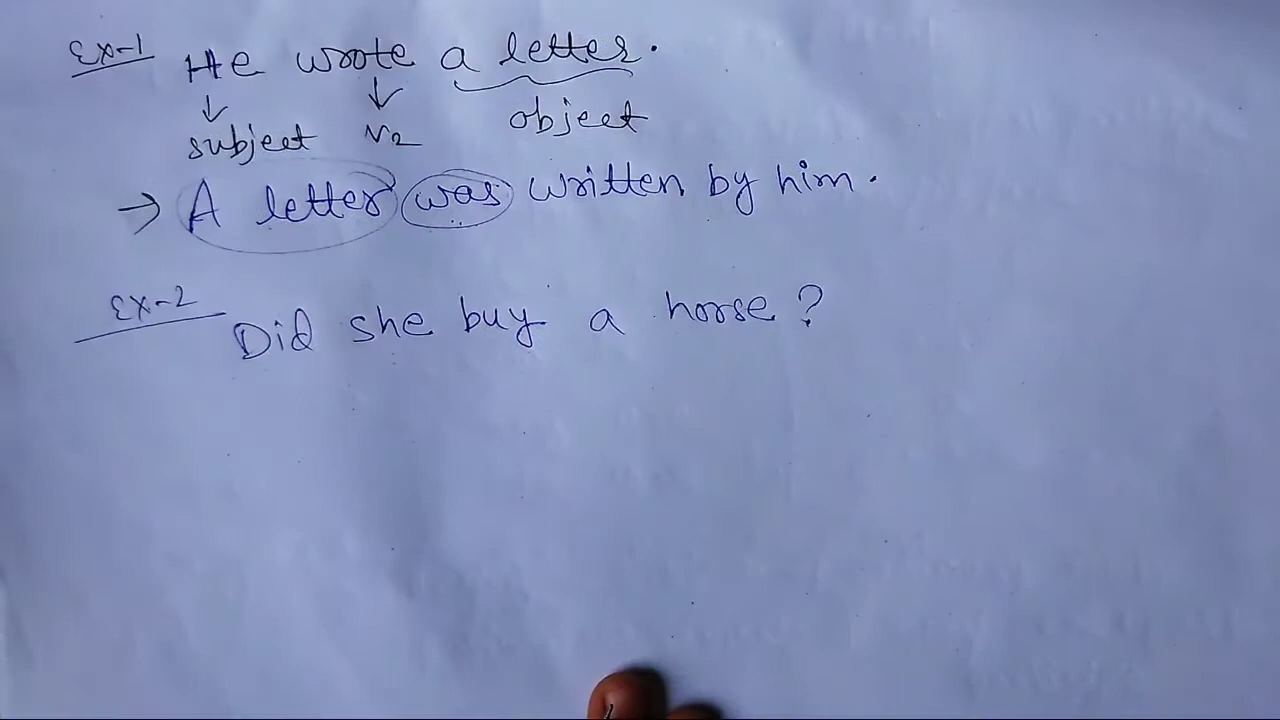 Ex-1 He wrote a letter.
subject V2 object
→ A letter was written by him.
Ex-2 Did she buy a horse?